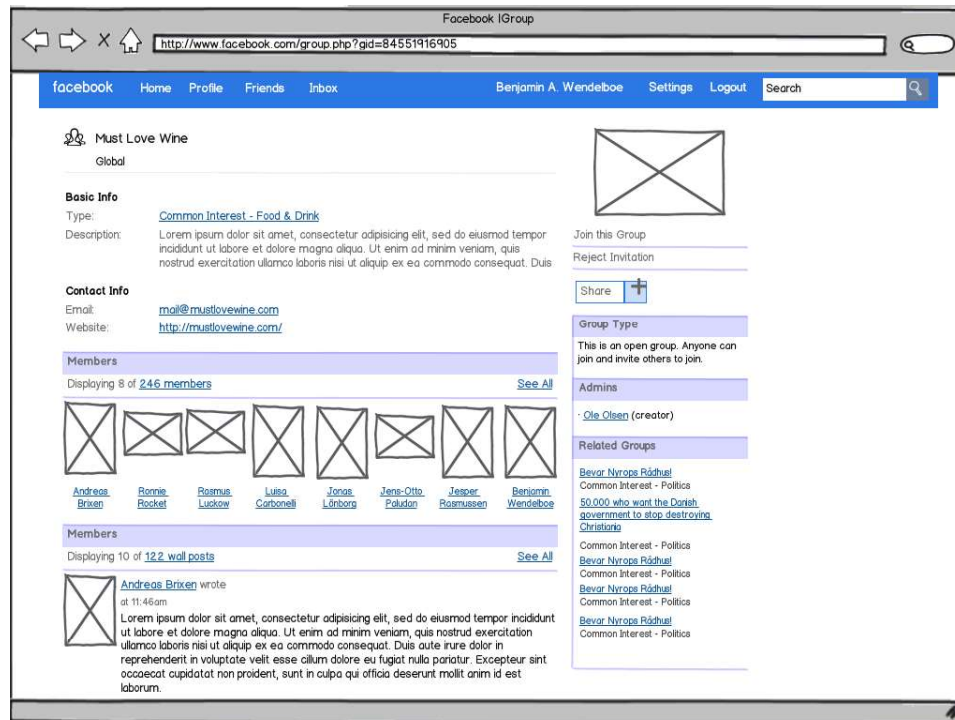 Facebook |Group
http://www.facebook.com/group.php?gid=84551916905
facebook Home Profile Friends Inbox Benjamin A. Wendelboe Settings Logout Search
Must Love Wine
Global
Basic Info
Type: Common Interest - Food & Drink
Description: Lorem ipsum dolor sit amet, consectetur adipisicing elit, sed do eiusmod tempor
incididunt ut labore et dolore magna aliqua. Ut enim ad minim veniam, quis
nostrud exercitation ullamco laboris nisi ut aliquip ex ea commodo consequat. Duis
Contact Info
Email: mail@mustlovewine.com
Website: http://mustlovewine.com/
Members
Displaying 8 of 246 members See All
Andreas Brixen
Ronnie Rocket
Rasmus Luckow
Luisa Carbonelli
Jonas Lönborg
Jens-Otto Paludan
Jesper Rasmussen
Benjamin Wendelboe
Members
Displaying 10 of 122 wall posts See All
Andreas Brixen wrote
at 11:46am
Lorem ipsum dolor sit amet, consectetur adipisicing elit, sed do eiusmod tempor incididunt
ut labore et dolore magna aliqua. Ut enim ad minim veniam, quis nostrud exercitation
ullamco laboris nisi ut aliquip ex ea commodo consequat. Duis aute irure dolor in
reprehenderit in voluptate velit esse cillum dolore eu fugiat nulla pariatur. Excepteur sint
occaecat cupidatat non proident, sunt in culpa qui officia deserunt mollit anim id est
laborum.
Join this Group
Reject Invitation
Share
Group Type
This is an open group. Anyone can
join and invite others to join.
Admins
· Ole Olsen (creator)
Related Groups
Bevar Nyrops Rådhus!
Common Interest - Politics
50.000 who want the Danish
government to stop destroying
Christiania
Common Interest - Politics
Bevar Nyrops Rådhus!
Common Interest - Politics
Bevar Nyrops Rådhus!
Common Interest - Politics
Bevar Nyrops Rådhus!
Common Interest - Politics